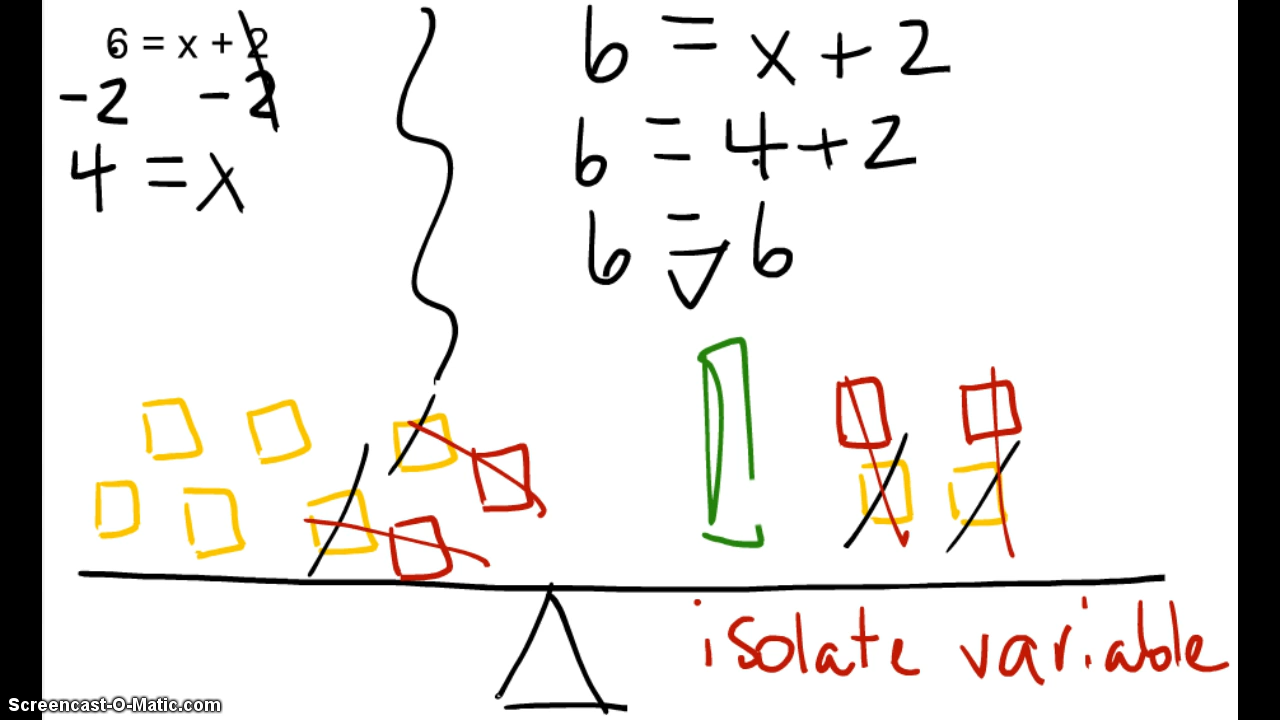 6 = x + 2
-2 -2
4 = x
6 = x + 2
6 = 4 + 2
6 = 6
isolate variable
Screencast-O-Matic.com